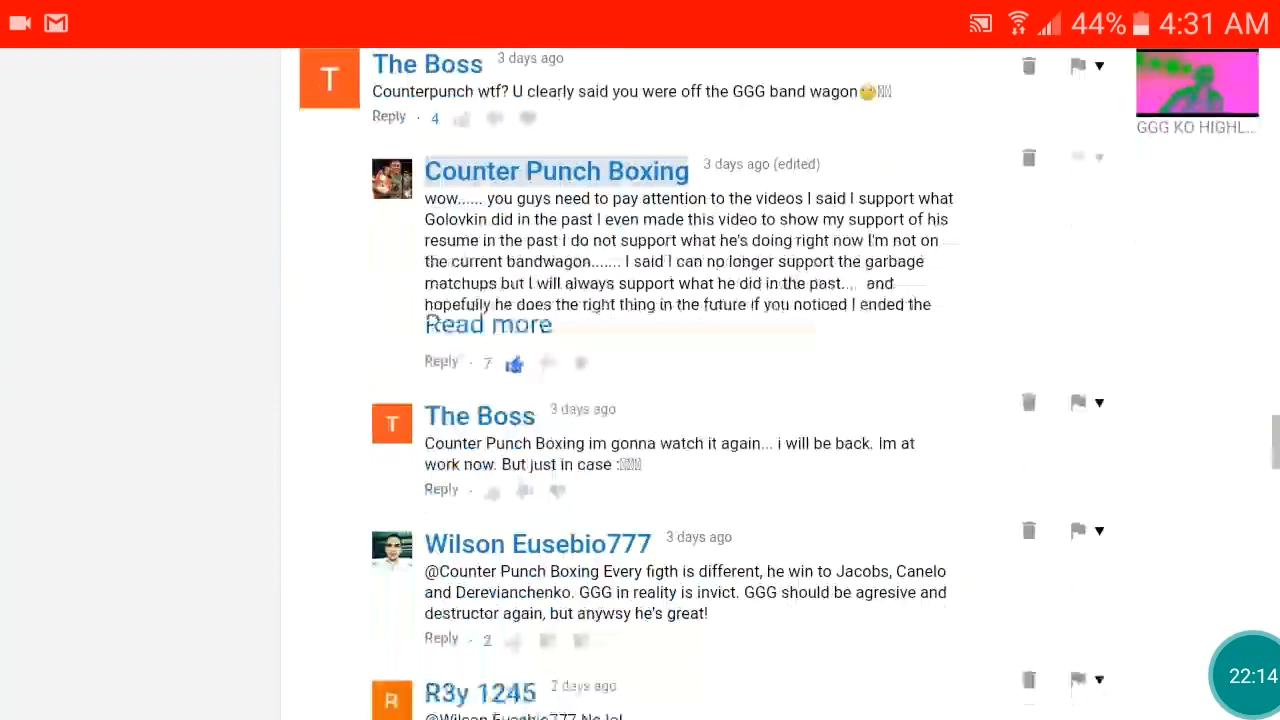 44% 4:31 AM
T The Boss 3 days ago
Counterpunch wtf? U clearly said you were off the GGG band wagon
Reply · 4
GGG KO HIGHL...
Counter Punch Boxing 3 days ago (edited)
wow...... you guys need to pay attention to the videos I said I support what
Golovkin did in the past I even made this video to show my support of his
resume in the past I do not support what he's doing right now I'm not on
the current bandwagon....... I said I can no longer support the garbage
matchups but I will always support what he did in the past.... and
hopefully he does the right thing in the future if you noticed I ended the
Read more
Reply · 7
T The Boss 3 days ago
Counter Punch Boxing im gonna watch it again... i will be back. Im at
work now. But just in case :
Reply ·
Wilson Eusebio777 3 days ago
@Counter Punch Boxing Every figth is different, he win to Jacobs, Canelo
and Derevianchenko. GGG in reality is invict. GGG should be agresive and
destructor again, but anywsy he's great!
Reply · 2
R R3y 1245 2 days ago
@Wilson Eusebio777 No lol
22:14